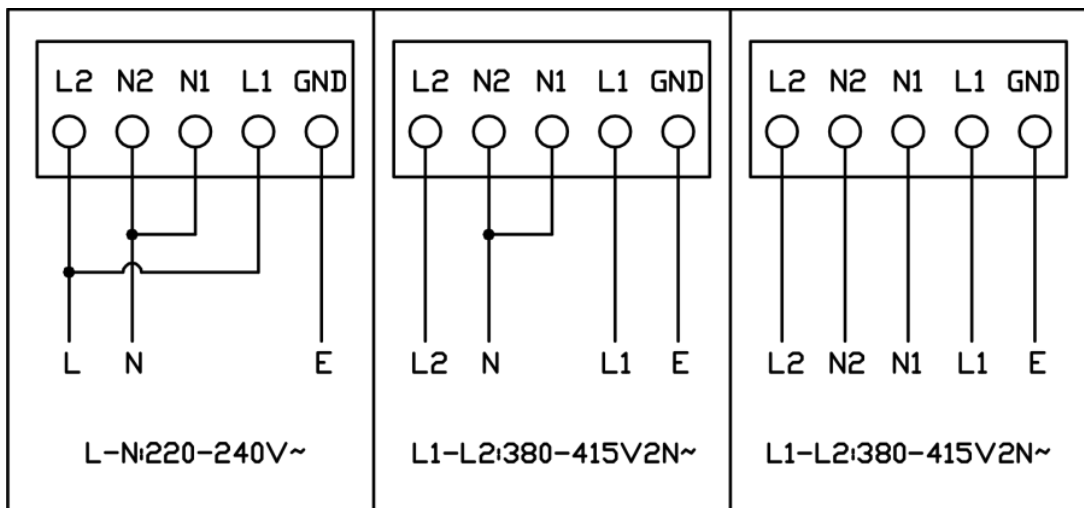 L2 N2 N1 L1 GND
L N E
L-N:220-240V~
L2 N2 N1 L1 GND
L2 N L1 E
L1-L2:380-415V2N~
L2 N2 N1 L1 GND
L2 N2 N1 L1 E
L1-L2:380-415V2N~